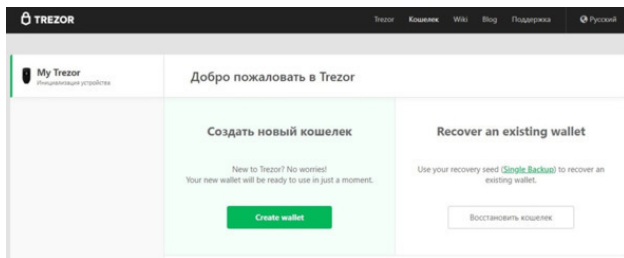 TREZOR
Trezor Кошелек Wiki Blog Поддержка Русский
My Trezor
Инициализация устройства
Добро пожаловать в Trezor
Создать новый кошелек
New to Trezor? No worries!
Your new wallet will be ready to use in just a moment.
Create wallet
Recover an existing wallet
Use your recovery seed (Single Backup) to recover an
existing wallet.
Восстановить кошелек